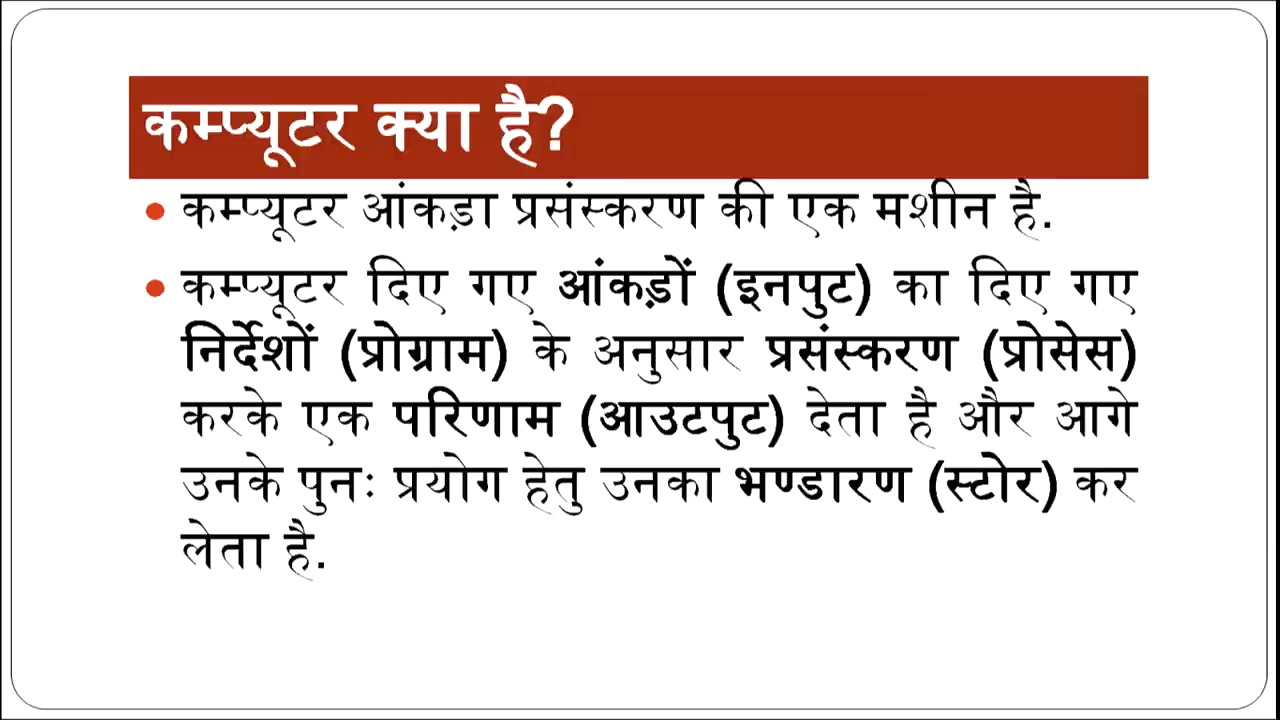 कम्प्यूटर क्या है?
• कम्प्यूटर आंकड़ा प्रसंस्करण की एक मशीन है.
• कम्प्यूटर दिए गए आंकड़ों (इनपुट) का दिए गए
निर्देशों (प्रोग्राम) के अनुसार प्रसंस्करण (प्रोसेस)
करके एक परिणाम (आउटपुट) देता है और आगे
उनके पुनः प्रयोग हेतु उनका भण्डारण (स्टोर) कर
लेता है.